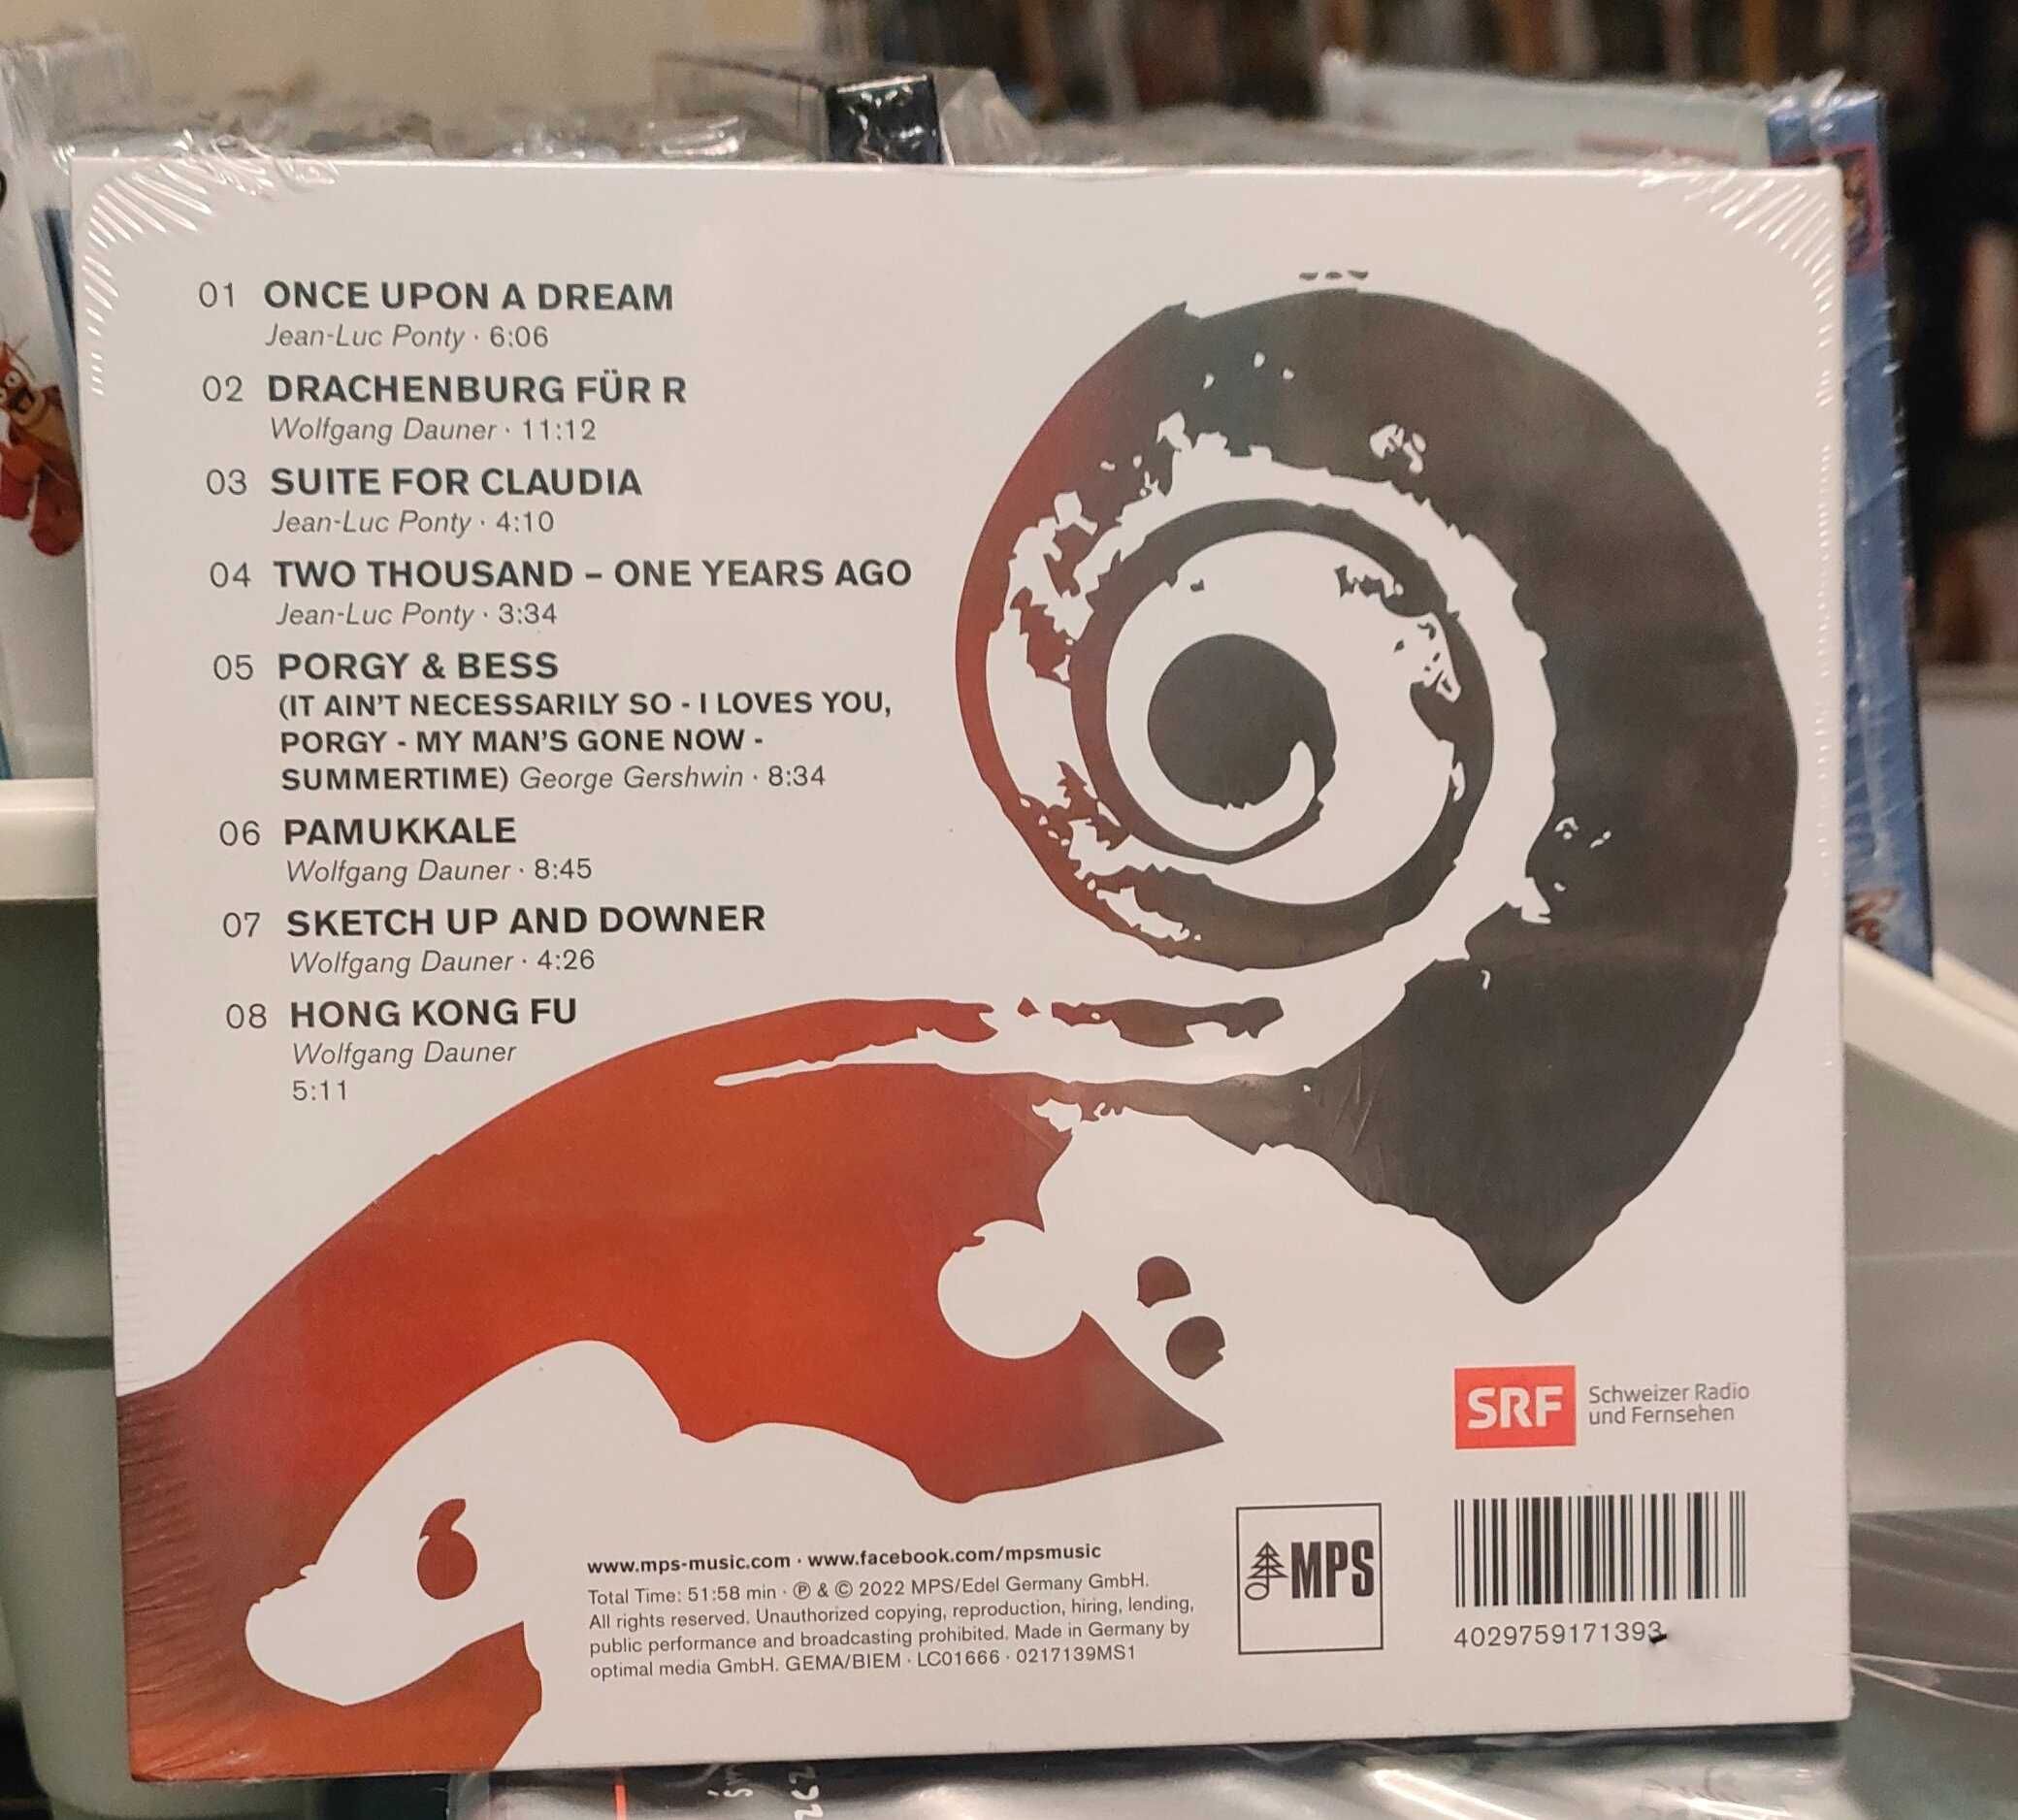 01 ONCE UPON A DREAM
Jean-Luc Ponty · 6:06
02 DRACHENBURG FÜR R
Wolfgang Dauner · 11:12
03 SUITE FOR CLAUDIA
Jean-Luc Ponty · 4:10
04 TWO THOUSAND – ONE YEARS AGO
Jean-Luc Ponty · 3:34
05 PORGY & BESS
(IT AIN'T NECESSARILY SO - I LOVES YOU,
PORGY - MY MAN'S GONE NOW -
SUMMERTIME) George Gershwin · 8:34
06 PAMUKKALE
Wolfgang Dauner · 8:45
07 SKETCH UP AND DOWNER
Wolfgang Dauner · 4:26
08 HONG KONG FU
Wolfgang Dauner
5:11
SRF Schweizer Radio
und Fernsehen
www.mps-music.com · www.facebook.com/mpsmusic
Total Time: 51:58 min · ℗ & © 2022 MPS/Edel Germany GmbH.
All rights reserved. Unauthorized copying, reproduction, hiring, lending,
public performance and broadcasting prohibited. Made in Germany by
optimal media GmbH. GEMA/BIEM · LC01666 · 0217139MS1
MPS
4029759171393